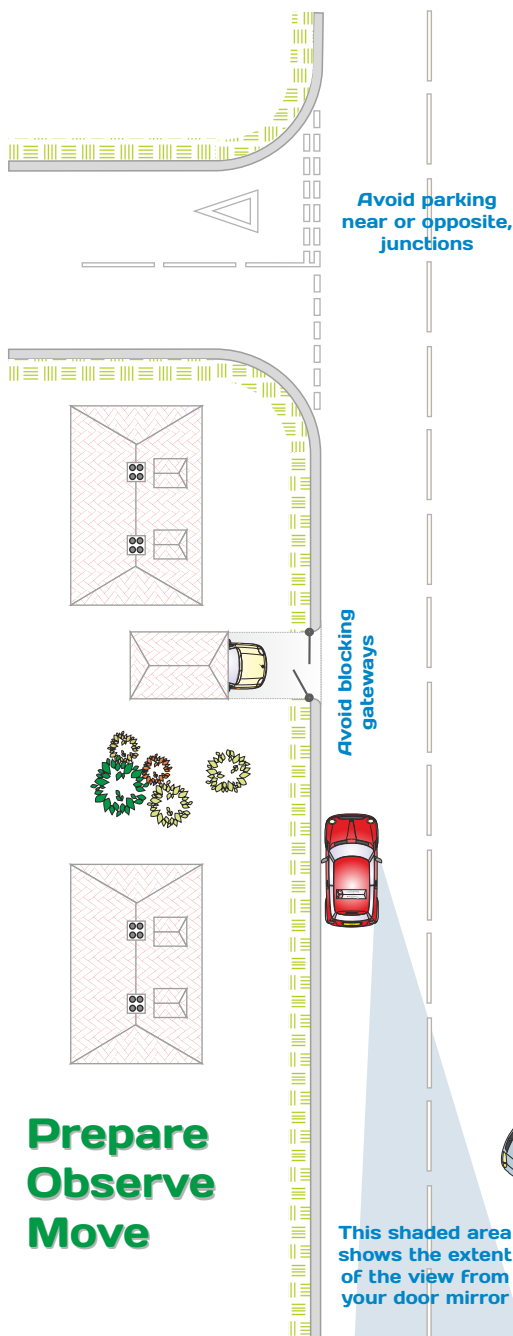 Avoid parking
near or opposite,
junctions
Avoid blocking
gateways
Prepare
Observe
Move
This shaded area
shows the extent
of the view from
your door mirror